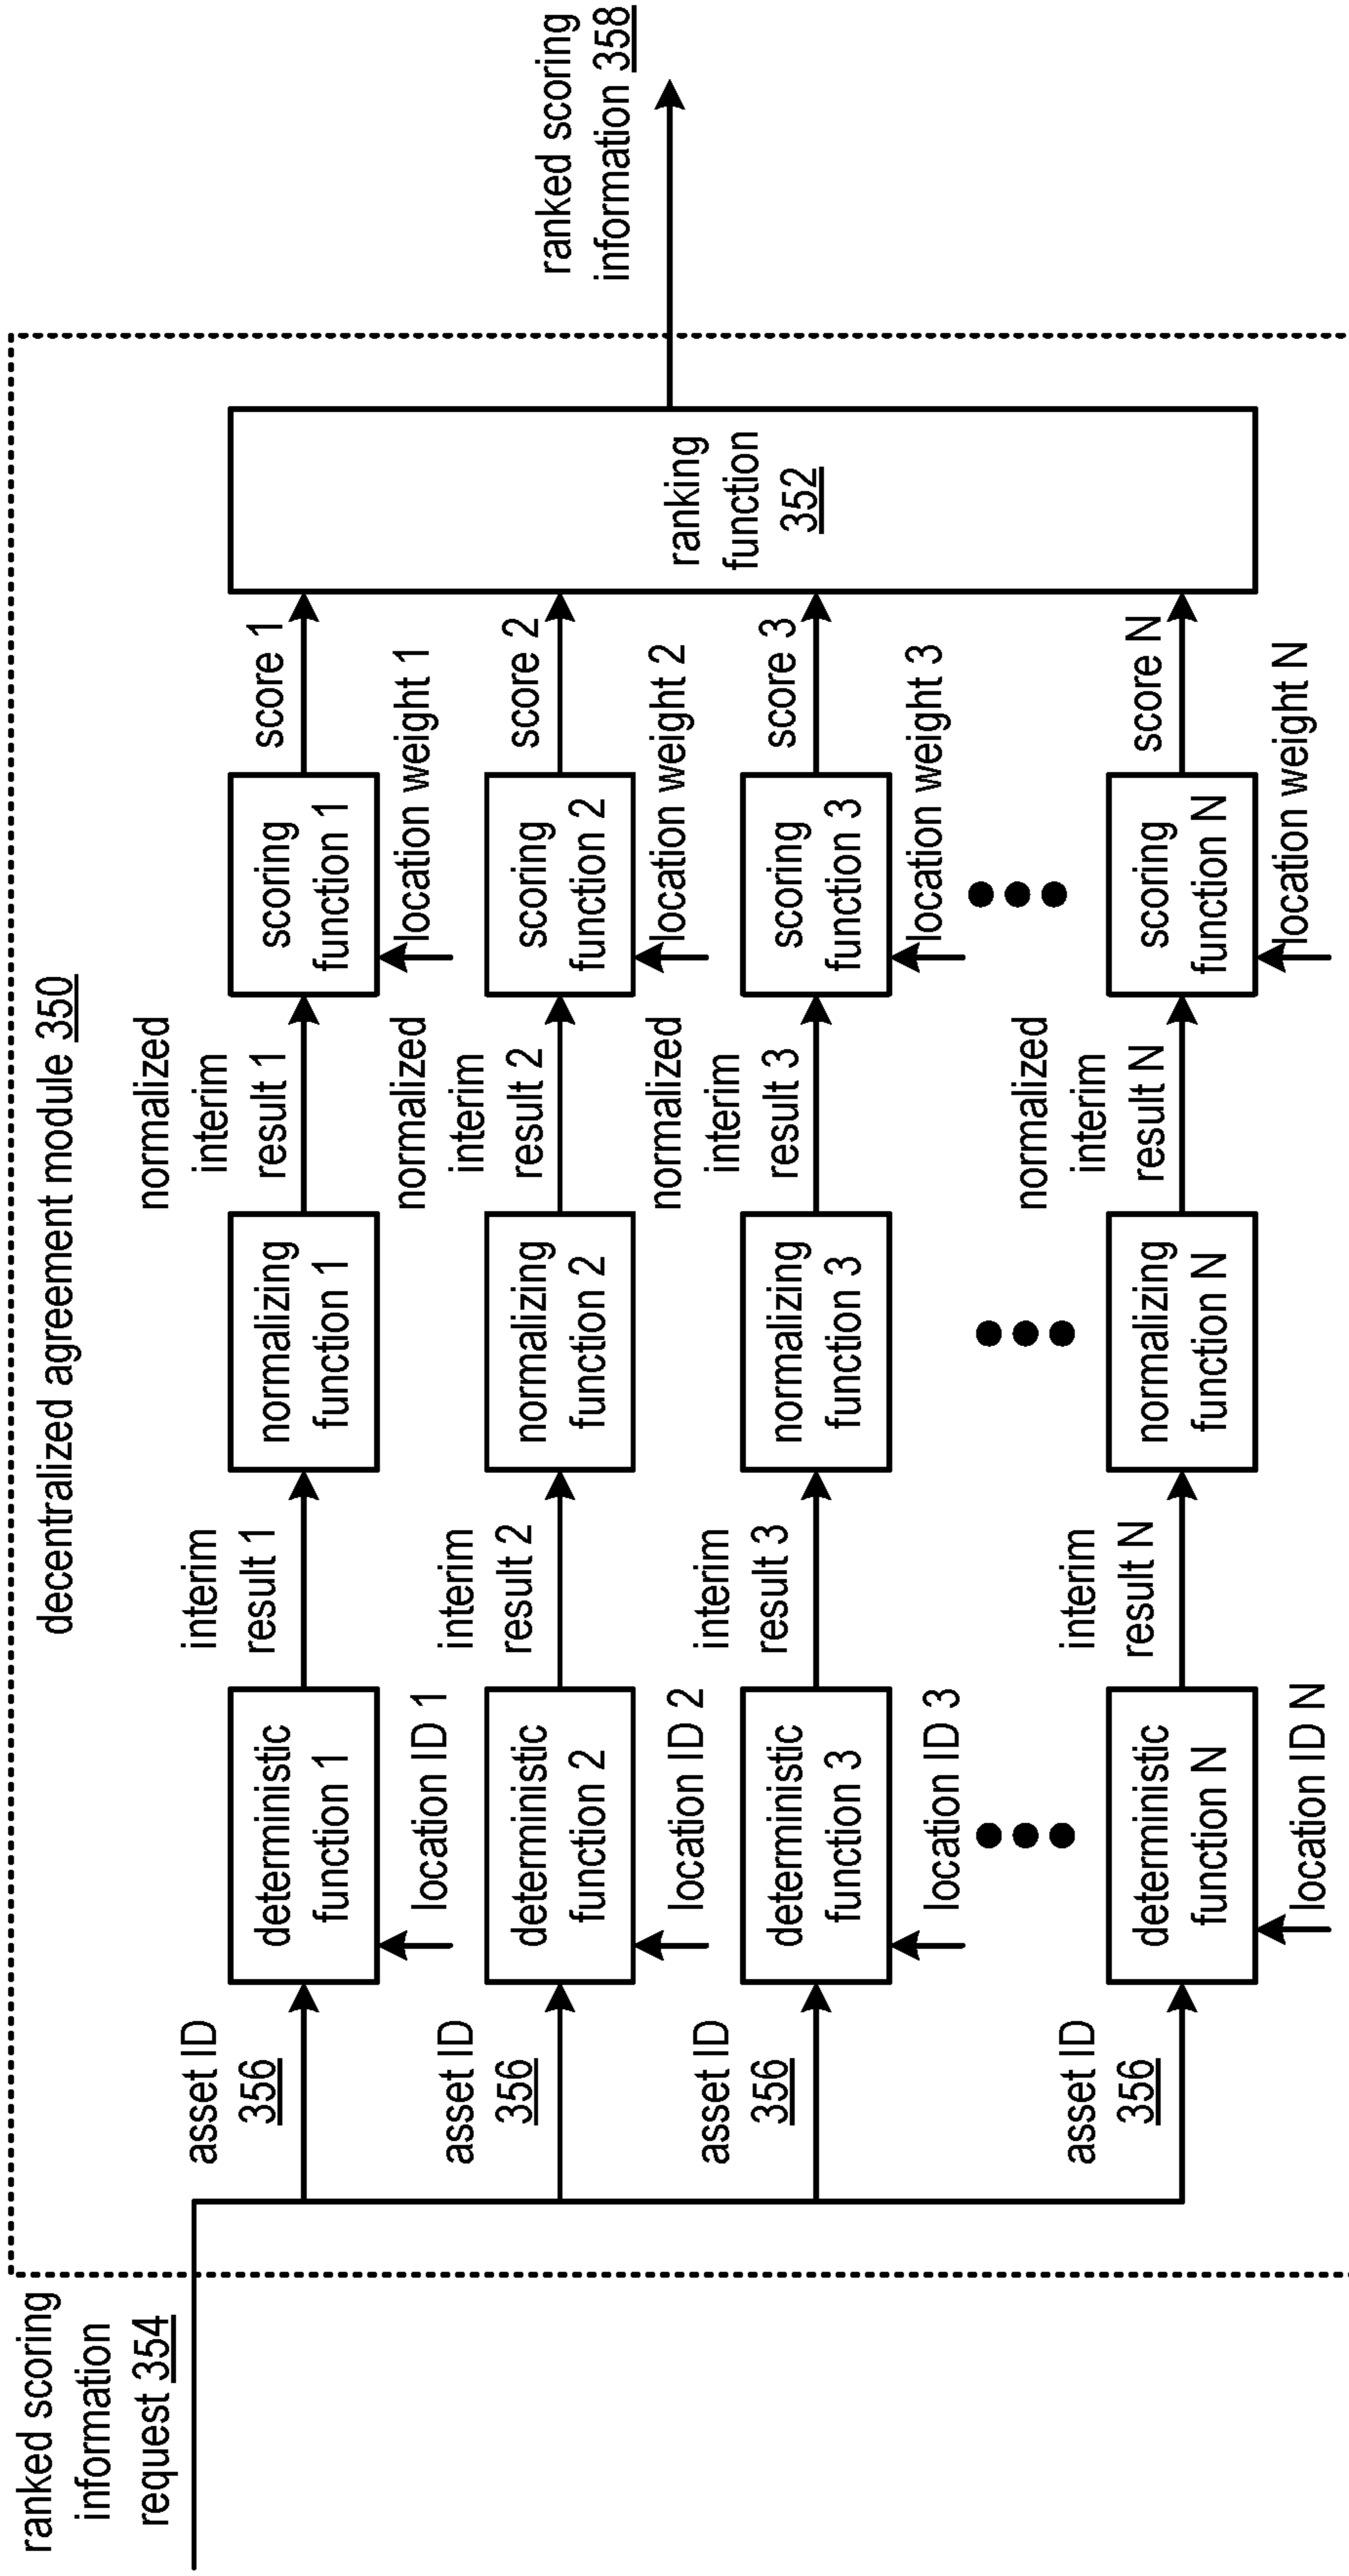 ranked scoring
information
request 354
decentralized agreement module 350
asset ID
356
deterministic
function 1
location ID 1
interim
result 1
normalizing
function 1
normalized
interim
result 1
scoring
function 1
location weight 1
score 1
asset ID
356
deterministic
function 2
location ID 2
interim
result 2
normalizing
function 2
normalized
interim
result 2
scoring
function 2
location weight 2
score 2
asset ID
356
deterministic
function 3
location ID 3
interim
result 3
normalizing
function 3
normalized
interim
result 3
scoring
function 3
location weight 3
score 3
asset ID
356
deterministic
function N
location ID N
interim
result N
normalizing
function N
normalized
interim
result N
scoring
function N
location weight N
score N
ranking
function
352
ranked scoring
information 358